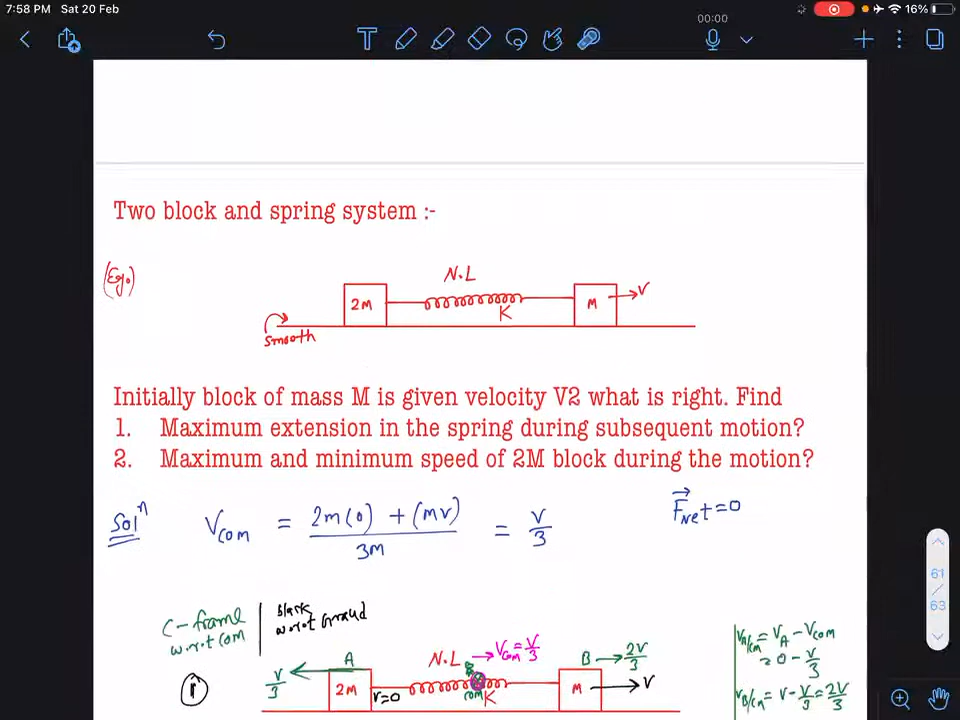 7:58 PM Sat 20 Feb
16%
00:00
Two block and spring system :-
(Eg.)
N.L
2M
K
M
V
smooth
Initially block of mass M is given velocity V2 what is right. Find
1. Maximum extension in the spring during subsequent motion?
2. Maximum and minimum speed of 2M block during the motion?
Solⁿ
V_COM = 2m(0) + (mv) / 3M = V/3
F_Net = 0
61
/
63
C-frame
w.r.t com
black
w.r.t Ground
V_COM = V/3
N.L
A
B
2V/3
V/3
1
2M
V=0
com
K
M
V
V_A/cm = V_A - V_COM
= 0 - V/3
V_B/cm = V - V/3 = 2V/3